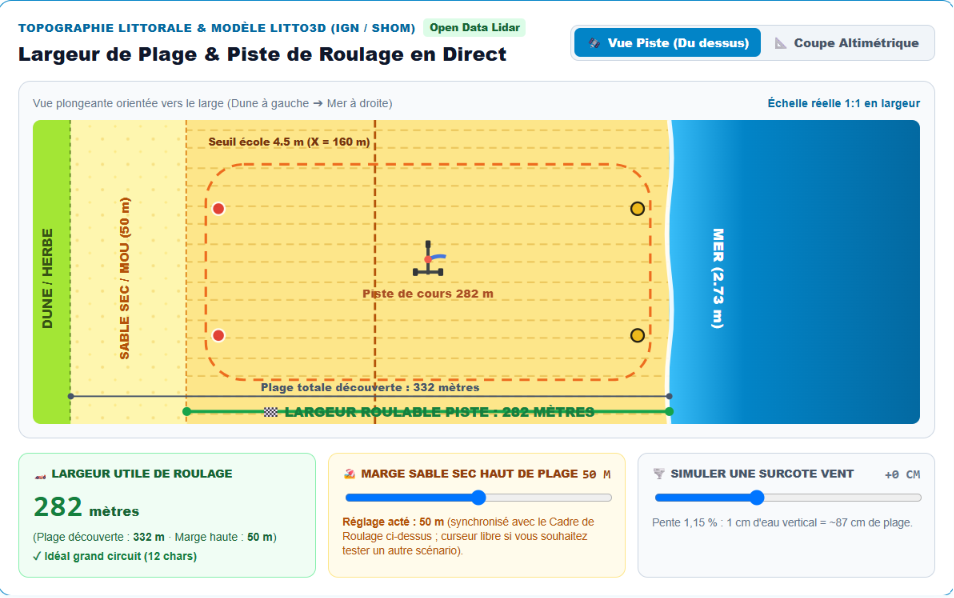 TOPOGRAPHIE LITTORALE & MODÈLE LITTO3D (IGN / SHOM) Open Data Lidar
Largeur de Plage & Piste de Roulage en Direct
Vue Piste (Du dessus) Coupe Altimétrique
Vue plongeante orientée vers le large (Dune à gauche ➔ Mer à droite) Échelle réelle 1:1 en largeur
DUNE / HERBE
SABLE SEC / MOU (50 m)
Seuil école 4.5 m (X = 160 m)
Piste de cours 282 m
MER (2.73 m)
Plage totale découverte : 332 mètres
LARGEUR ROULABLE PISTE : 282 MÈTRES
LARGEUR UTILE DE ROULAGE
282 mètres
(Plage découverte : 332 m · Marge haute : 50 m)
✓ Idéal grand circuit (12 chars)
MARGE SABLE SEC HAUT DE PLAGE 50 M
Réglage acté : 50 m (synchronisé avec le Cadre de
Roulage ci-dessus ; curseur libre si vous souhaitez
tester un autre scénario).
SIMULER UNE SURCOTE VENT +0 CM
Pente 1,15 % : 1 cm d'eau vertical = ~87 cm de plage.